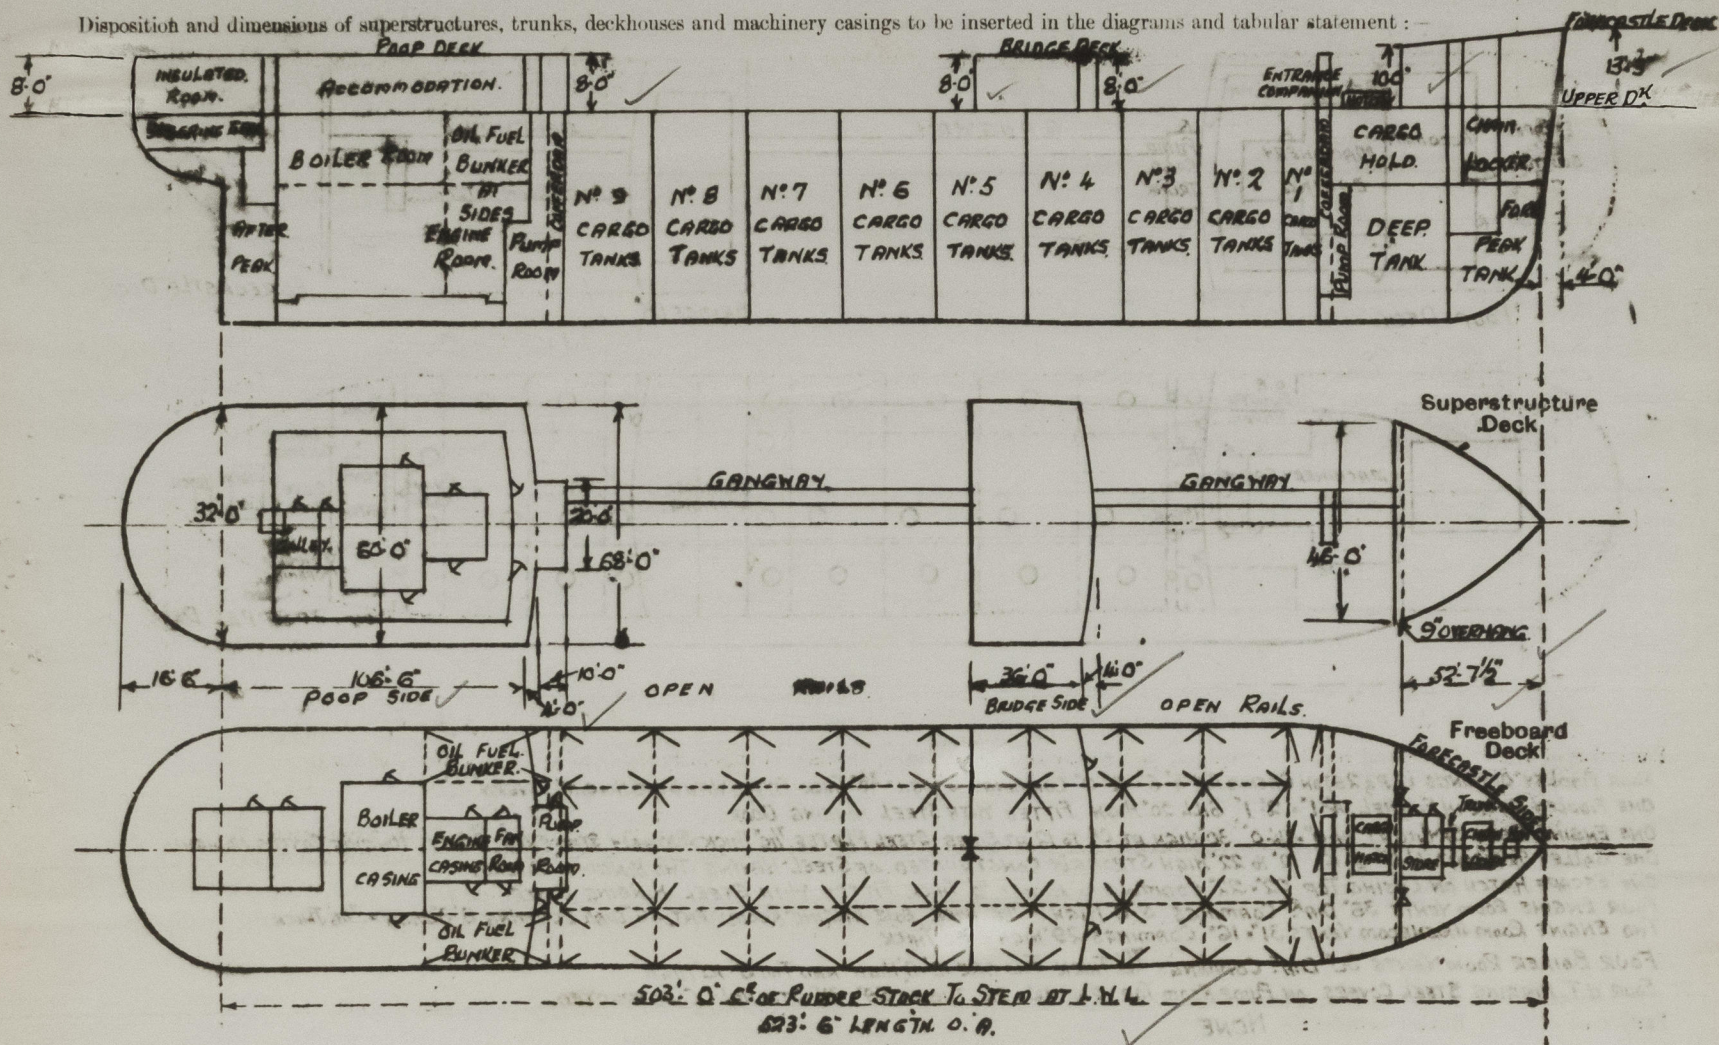 Disposition and dimensions of superstructures, trunks, deckhouses and machinery casings to be inserted in the diagrams and tabular statement :—
POOP DECK
BRIDGE DECK
FORECASTLE DECK
8'-0"
INSULATED
ROOM.
ACCOMMODATION.
8'-0"
8'-0"
8'-0"
ENTRANCE
COMPANION
10'0"
13'-3"
UPPER DK
STEERING GEAR
BOILER ROOM
OIL FUEL
BUNKER
AT
SIDES
ENGINE
ROOM.
PUMP
ROOM
COFFERDAM
AFTER
PEAK
No 9
CARGO
TANKS
No 8
CARGO
TANKS
No 7
CARGO
TANKS
No 6
CARGO
TANKS
No 5
CARGO
TANKS
No 4
CARGO
TANKS
No 3
CARGO
TANKS
No 2
CARGO
TANKS
No
1
CARGO
TANKS
COFFERDAM
PUMP ROOM
CARGO
HOLD.
DEEP
TANK
CHAIN
LOCKER
FORE
PEAK
TANK
4'-0"
Superstructure
Deck
32'0"
GALLEY
60'-0"
20'-0"
68'-0"
GANGWAY
GANGWAY
46'-0"
9" OVERHANG
16'-6"
106'-6"
POOP SIDE
4'-0"
10'0"
OPEN RAILS
36'0"
4'0"
BRIDGE SIDE
OPEN RAILS.
52'-7½"
Freeboard
Deck
FORECASTLE SIDE
OIL FUEL
BUNKER
BOILER
CASING
ENGINE
CASING
FAN
ROOM
PUMP
ROOM
CARGO
HATCH
STORE
OIL FUEL
BUNKER
503'-0" CR OF RUDDER STOCK TO STEM AT L.W.L.
523'-6" LENGTH O.A.